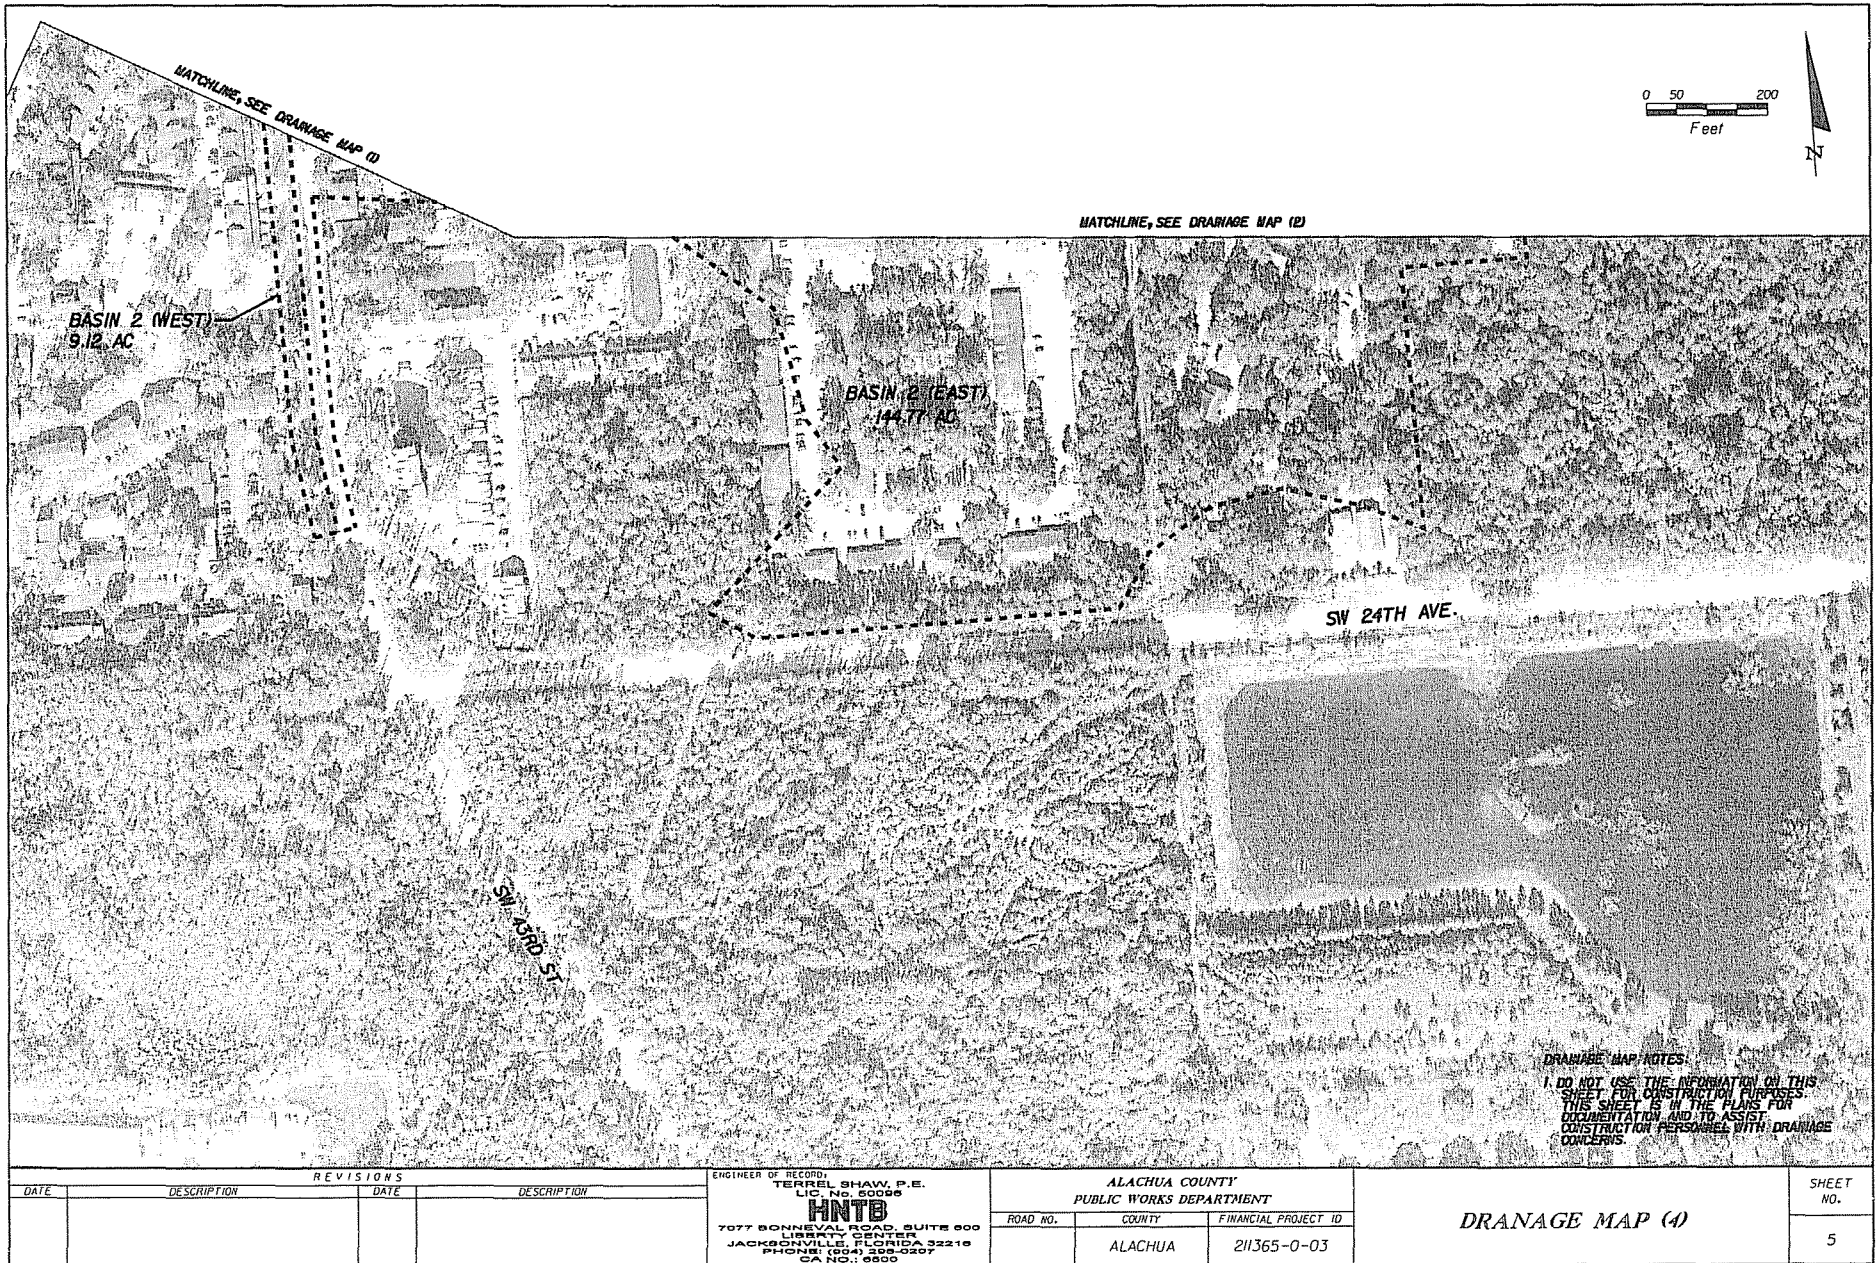 MATCHLINE, SEE DRAINAGE MAP (1)
0 50 200
Feet
N
MATCHLINE, SEE DRAINAGE MAP (2)
BASIN 2 (WEST)
9.12 AC
BASIN 2 (EAST)
144.77 AC
SW 24TH AVE.
SW 43RD ST
DRAINAGE MAP NOTES:
1. DO NOT USE THE INFORMATION ON THIS
SHEET FOR CONSTRUCTION PURPOSES.
THIS SHEET IS IN THE PLANS FOR
DOCUMENTATION AND TO ASSIST
CONSTRUCTION PERSONNEL WITH DRAINAGE
CONCERNS.
REVISIONS
DATE DESCRIPTION DATE DESCRIPTION
ENGINEER OF RECORD:
TERREL SHAW, P.E.
LIC. No. 50096
HNTB
7077 BONNEVAL ROAD, SUITE 600
LIBERTY CENTER
JACKSONVILLE, FLORIDA 32216
PHONE: (904) 296-0207
CA NO.: 6500
ALACHUA COUNTY
PUBLIC WORKS DEPARTMENT
ROAD NO. COUNTY FINANCIAL PROJECT ID
ALACHUA 211365-0-03
DRANAGE MAP (4)
SHEET
NO.
5